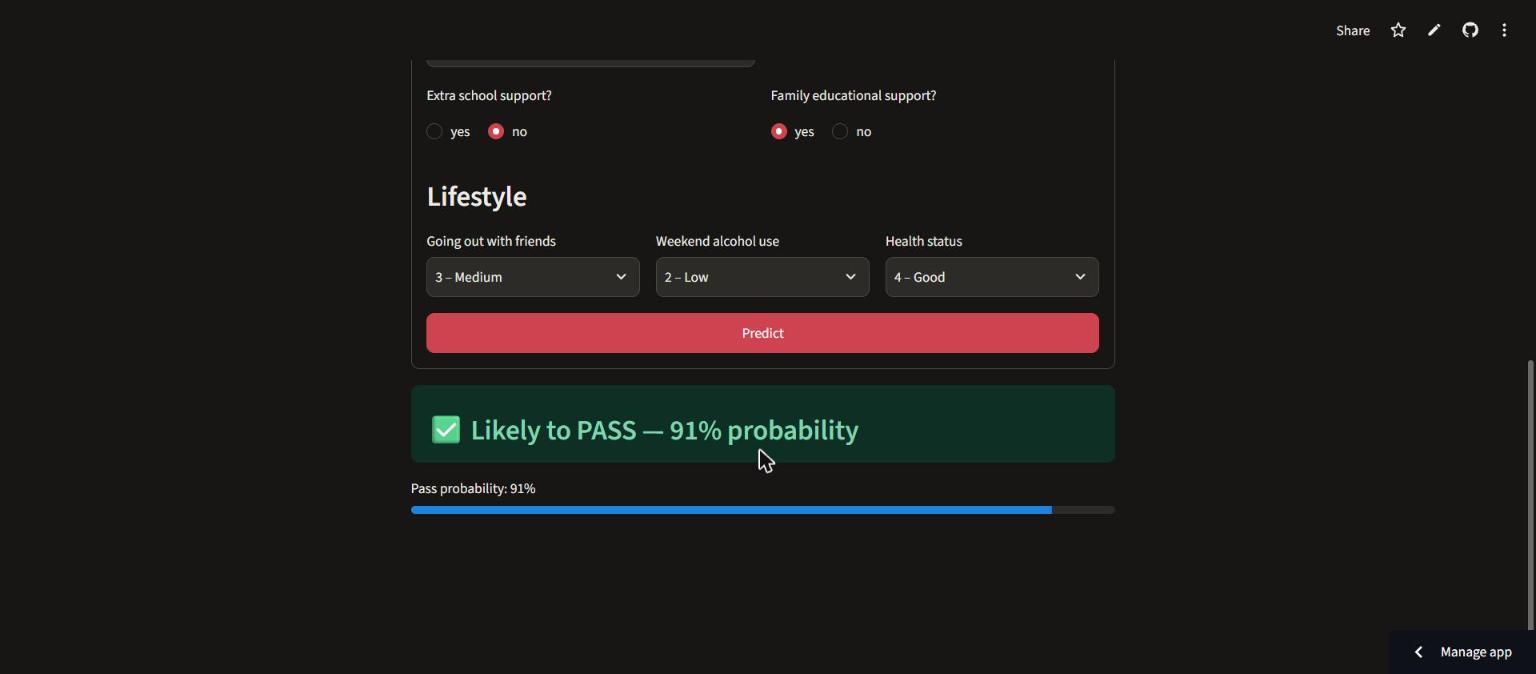 Share
Extra school support? Family educational support?
yes no yes no
Lifestyle
Going out with friends Weekend alcohol use Health status
3 – Medium 2 – Low 4 – Good
Predict
✅ Likely to PASS — 91% probability
Pass probability: 91%
Manage app